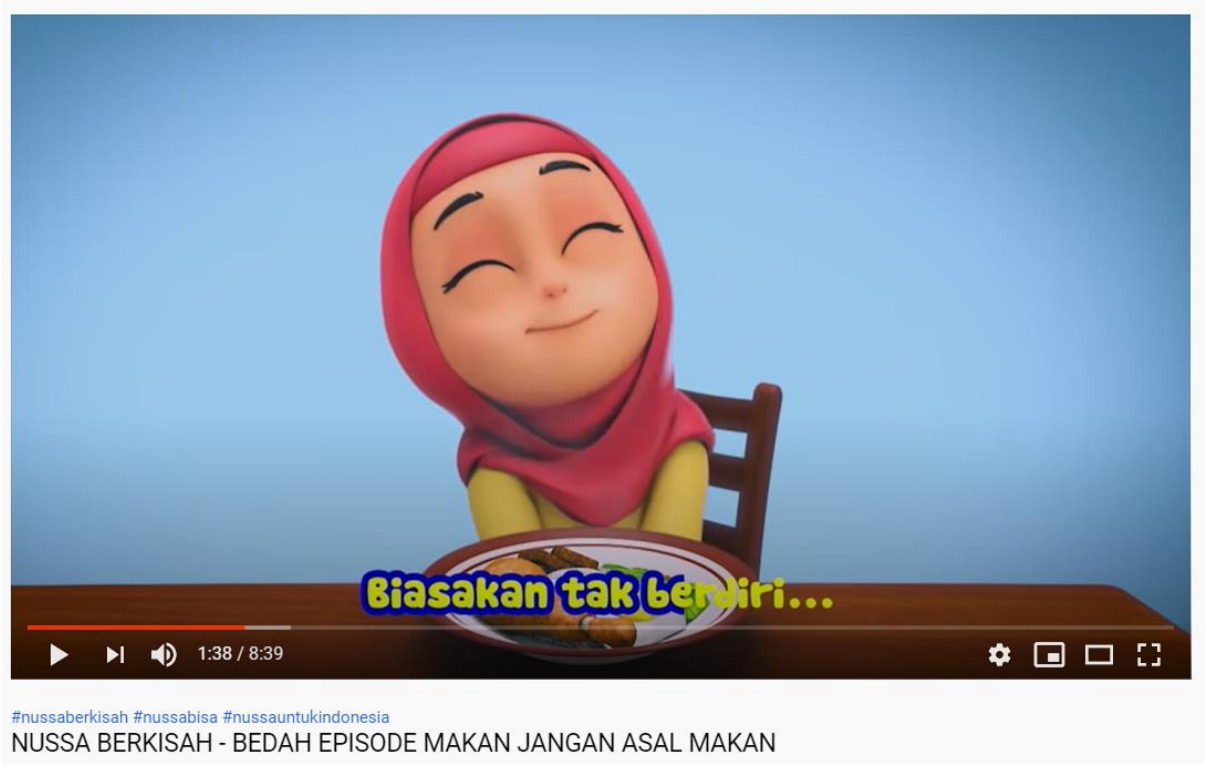 Biasakan tak berdiri...
1:38 / 8:39
#nussaberkisah #nussabisa #nussauntukindonesia
NUSSA BERKISAH - BEDAH EPISODE MAKAN JANGAN ASAL MAKAN